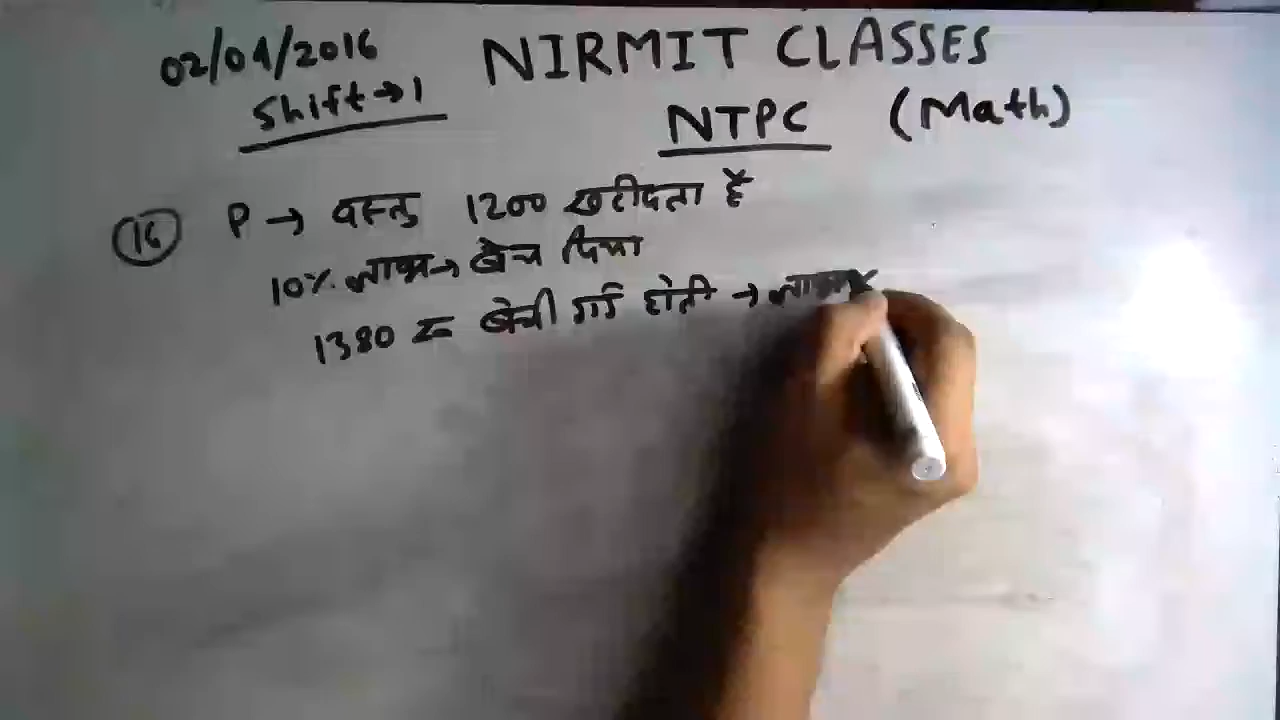 02/04/2016
Shift→1
NIRMIT CLASSES
NTPC (Math)
16 P → वस्तु 1200 खरीदता है
10% लाभ→ बेच दिया
1380 रू बेची गई होती → लाभ